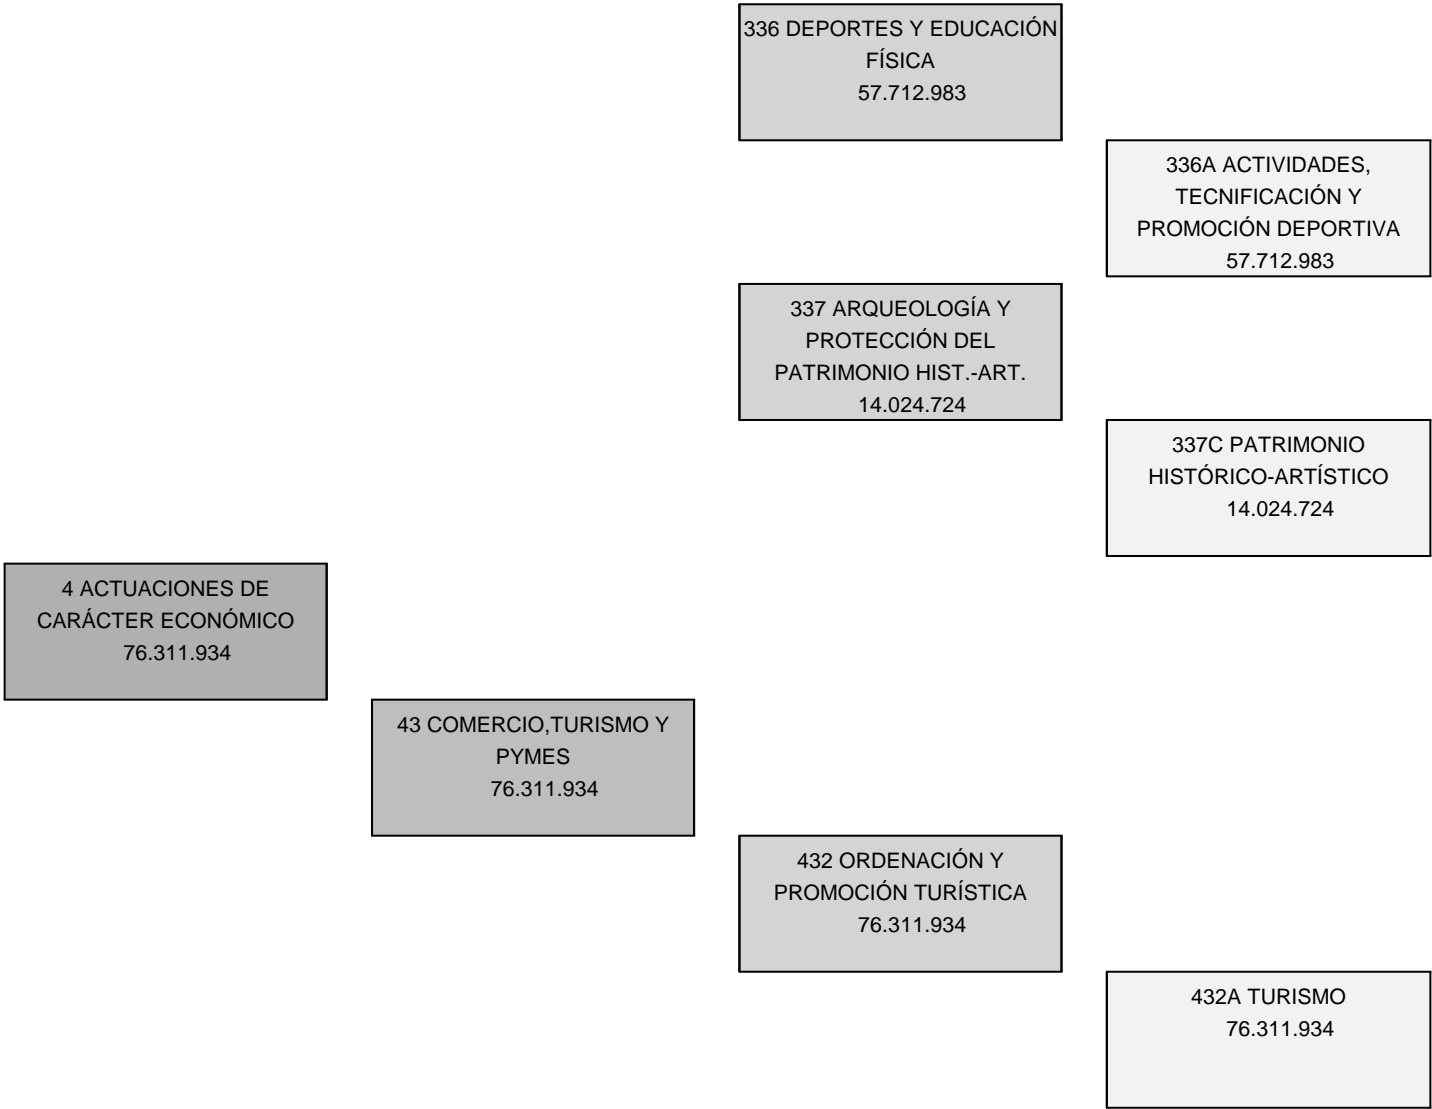 336 DEPORTES Y EDUCACIÓN
FÍSICA
57.712.983
336A ACTIVIDADES,
TECNIFICACIÓN Y
PROMOCIÓN DEPORTIVA
57.712.983
337 ARQUEOLOGÍA Y
PROTECCIÓN DEL
PATRIMONIO HIST.-ART.
14.024.724
337C PATRIMONIO
HISTÓRICO-ARTÍSTICO
14.024.724
4 ACTUACIONES DE
CARÁCTER ECONÓMICO
76.311.934
43 COMERCIO,TURISMO Y
PYMES
76.311.934
432 ORDENACIÓN Y
PROMOCIÓN TURÍSTICA
76.311.934
432A TURISMO
76.311.934